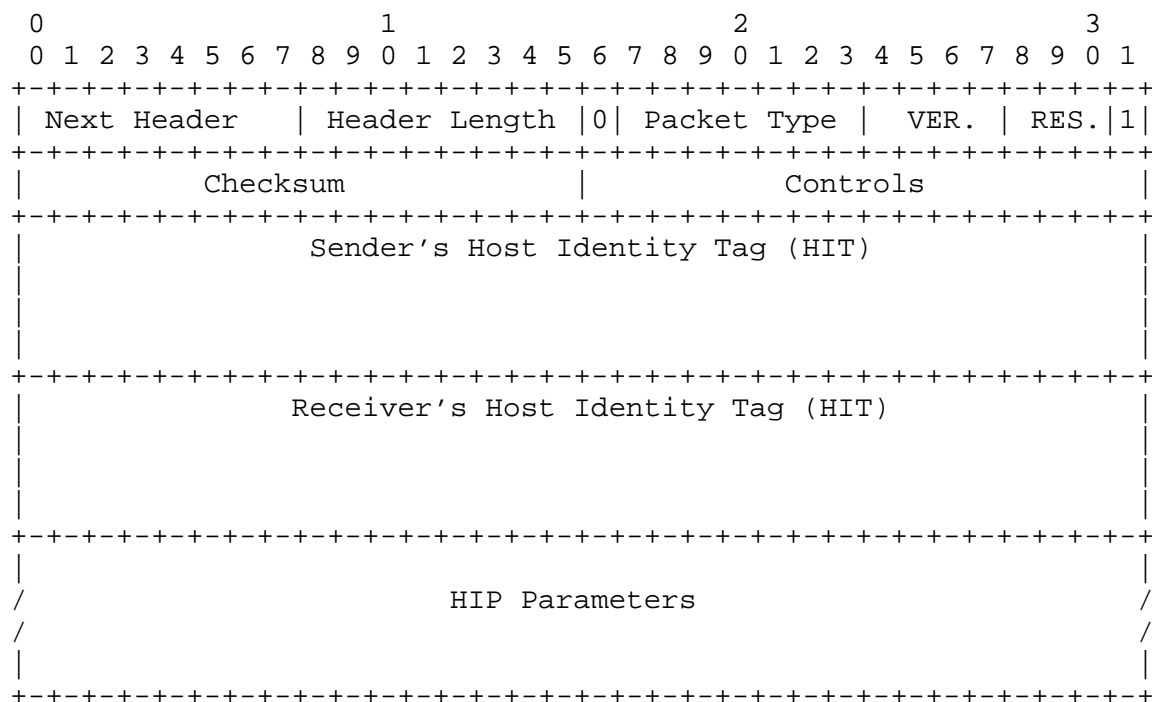 0                   1                   2                   3
 0 1 2 3 4 5 6 7 8 9 0 1 2 3 4 5 6 7 8 9 0 1 2 3 4 5 6 7 8 9 0 1
+-+-+-+-+-+-+-+-+-+-+-+-+-+-+-+-+-+-+-+-+-+-+-+-+-+-+-+-+-+-+-+-+
| Next Header   | Header Length |0| Packet Type |  VER. | RES.|1|
+-+-+-+-+-+-+-+-+-+-+-+-+-+-+-+-+-+-+-+-+-+-+-+-+-+-+-+-+-+-+-+-+
|          Checksum             |           Controls            |
+-+-+-+-+-+-+-+-+-+-+-+-+-+-+-+-+-+-+-+-+-+-+-+-+-+-+-+-+-+-+-+-+
|                Sender's Host Identity Tag (HIT)               |
|                                                               |
|                                                               |
|                                                               |
+-+-+-+-+-+-+-+-+-+-+-+-+-+-+-+-+-+-+-+-+-+-+-+-+-+-+-+-+-+-+-+-+
|               Receiver's Host Identity Tag (HIT)              |
|                                                               |
|                                                               |
|                                                               |
+-+-+-+-+-+-+-+-+-+-+-+-+-+-+-+-+-+-+-+-+-+-+-+-+-+-+-+-+-+-+-+-+
|                                                               |
/                        HIP Parameters                         /
/                                                               /
|                                                               |
+-+-+-+-+-+-+-+-+-+-+-+-+-+-+-+-+-+-+-+-+-+-+-+-+-+-+-+-+-+-+-+-+